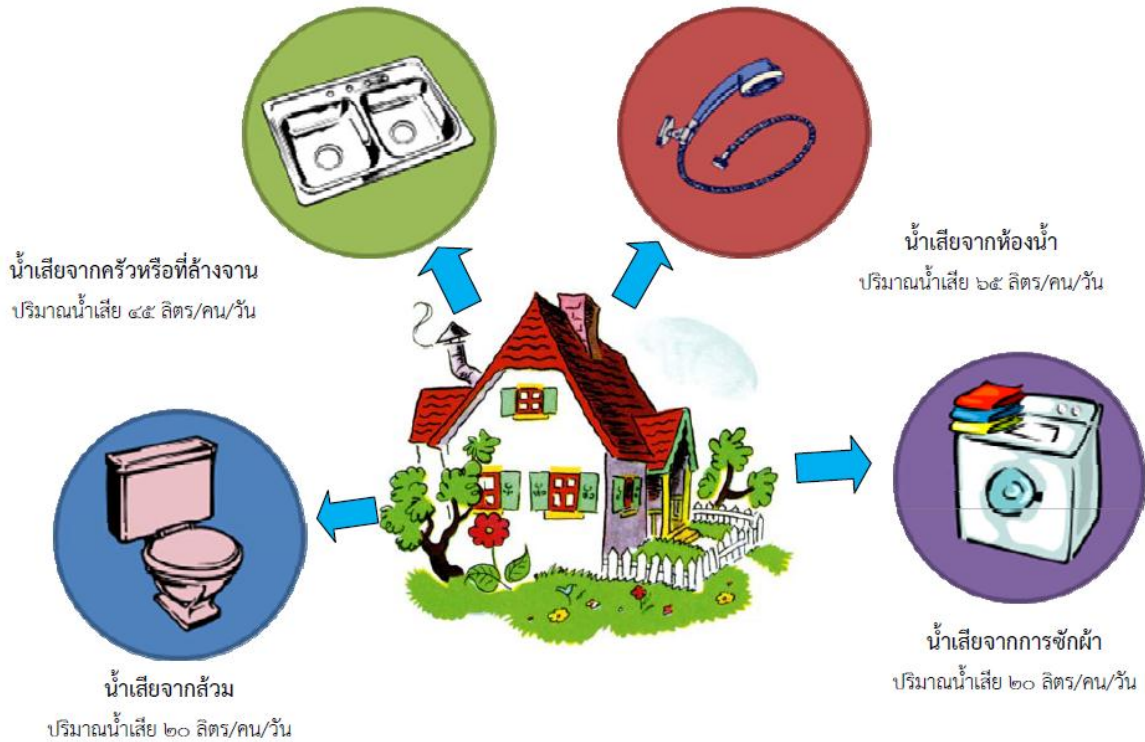 น้ำเสียจากครัวหรือที่ล้างจาน
ปริมาณน้ำเสีย ๔๕ ลิตร/คน/วัน
น้ำเสียจากห้องน้ำ
ปริมาณน้ำเสีย ๖๕ ลิตร/คน/วัน
น้ำเสียจากส้วม
ปริมาณน้ำเสีย ๒๐ ลิตร/คน/วัน
น้ำเสียจากการซักผ้า
ปริมาณน้ำเสีย ๒๐ ลิตร/คน/วัน